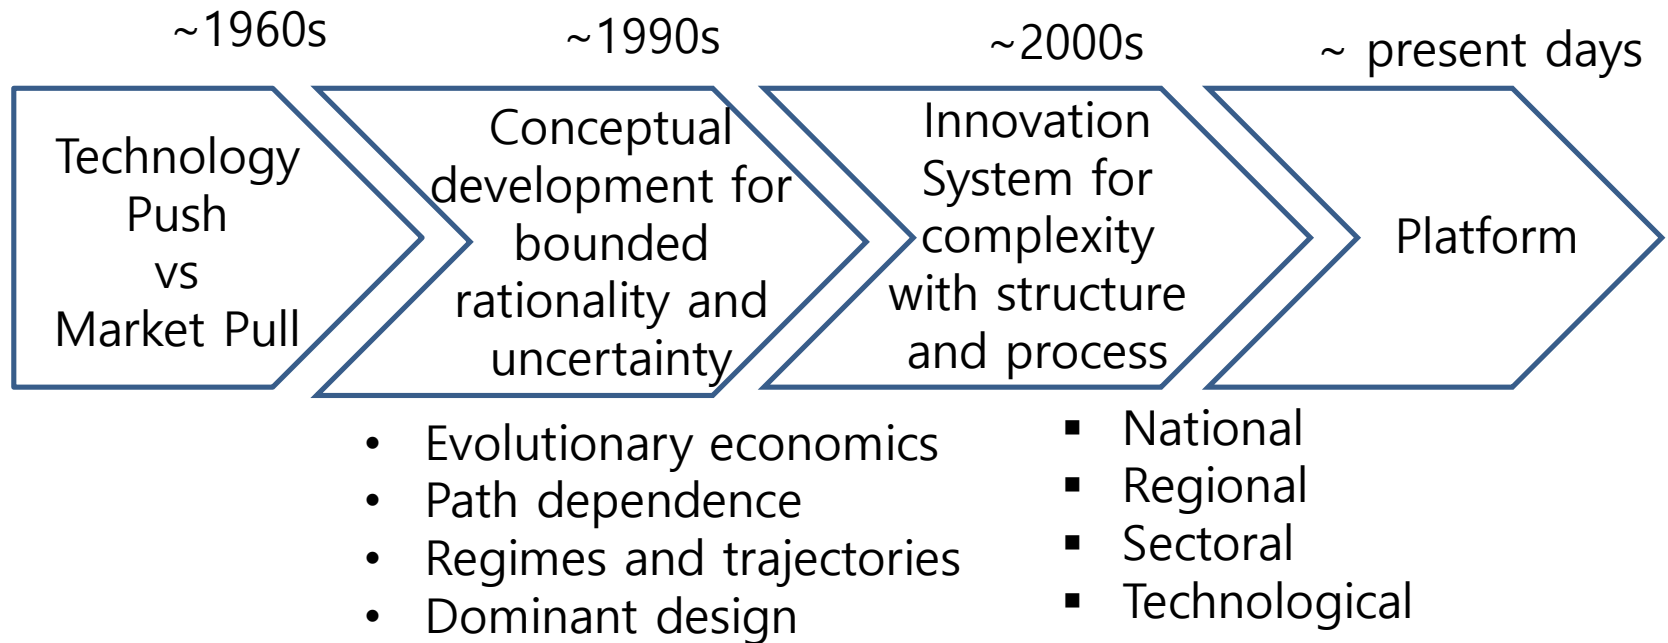 ~1960s
~1990s
~2000s
~ present days
Technology
Push
vs
Market Pull
Conceptual
development for
bounded
rationality and
uncertainty
Innovation
System for
complexity
with structure
and process
Platform
• Evolutionary economics
• Path dependence
• Regimes and trajectories
• Dominant design
▪ National
▪ Regional
▪ Sectoral
▪ Technological